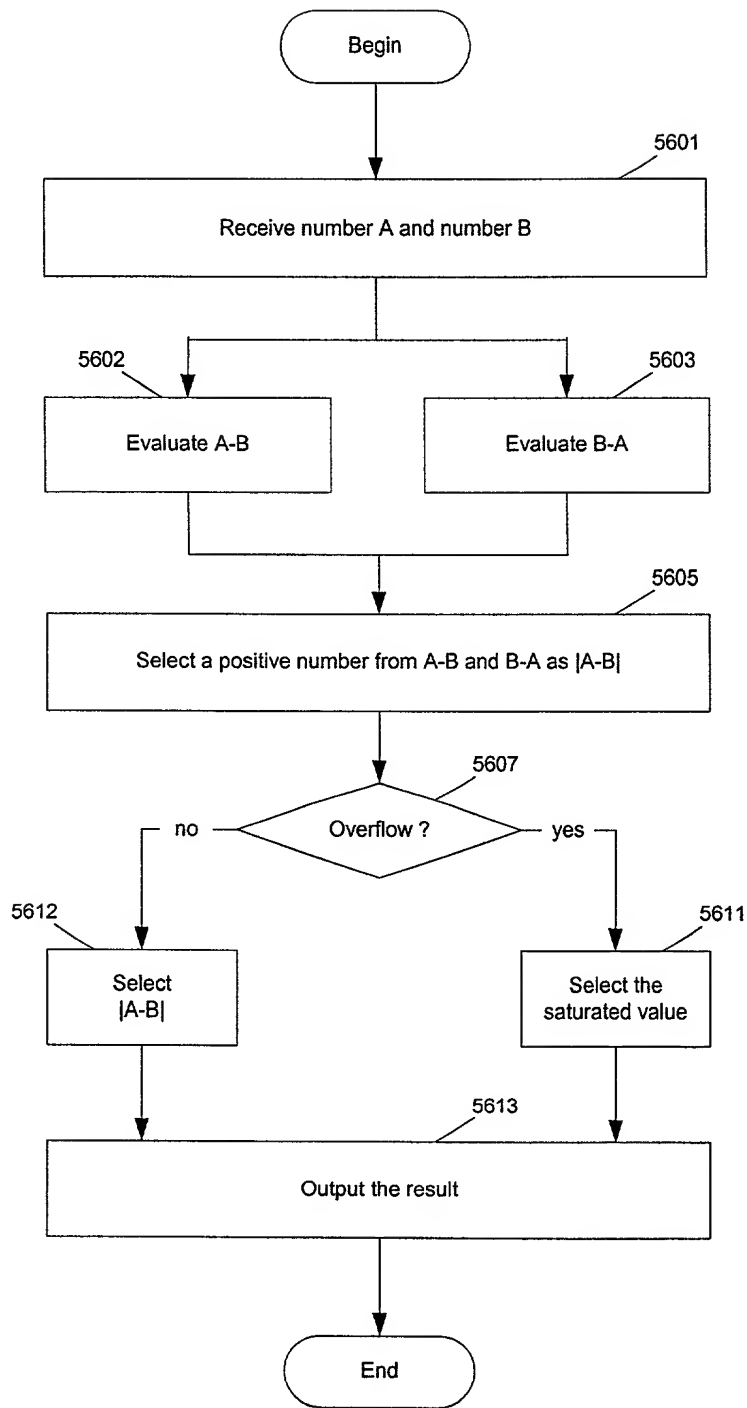 Begin
5601
Receive number A and number B
5602
5603
Evaluate A-B
Evaluate B-A
5605
Select a positive number from A-B and B-A as |A-B|
5607
Overflow ?
no
yes
5612
5611
Select
|A-B|
Select the
saturated value
5613
Output the result
End